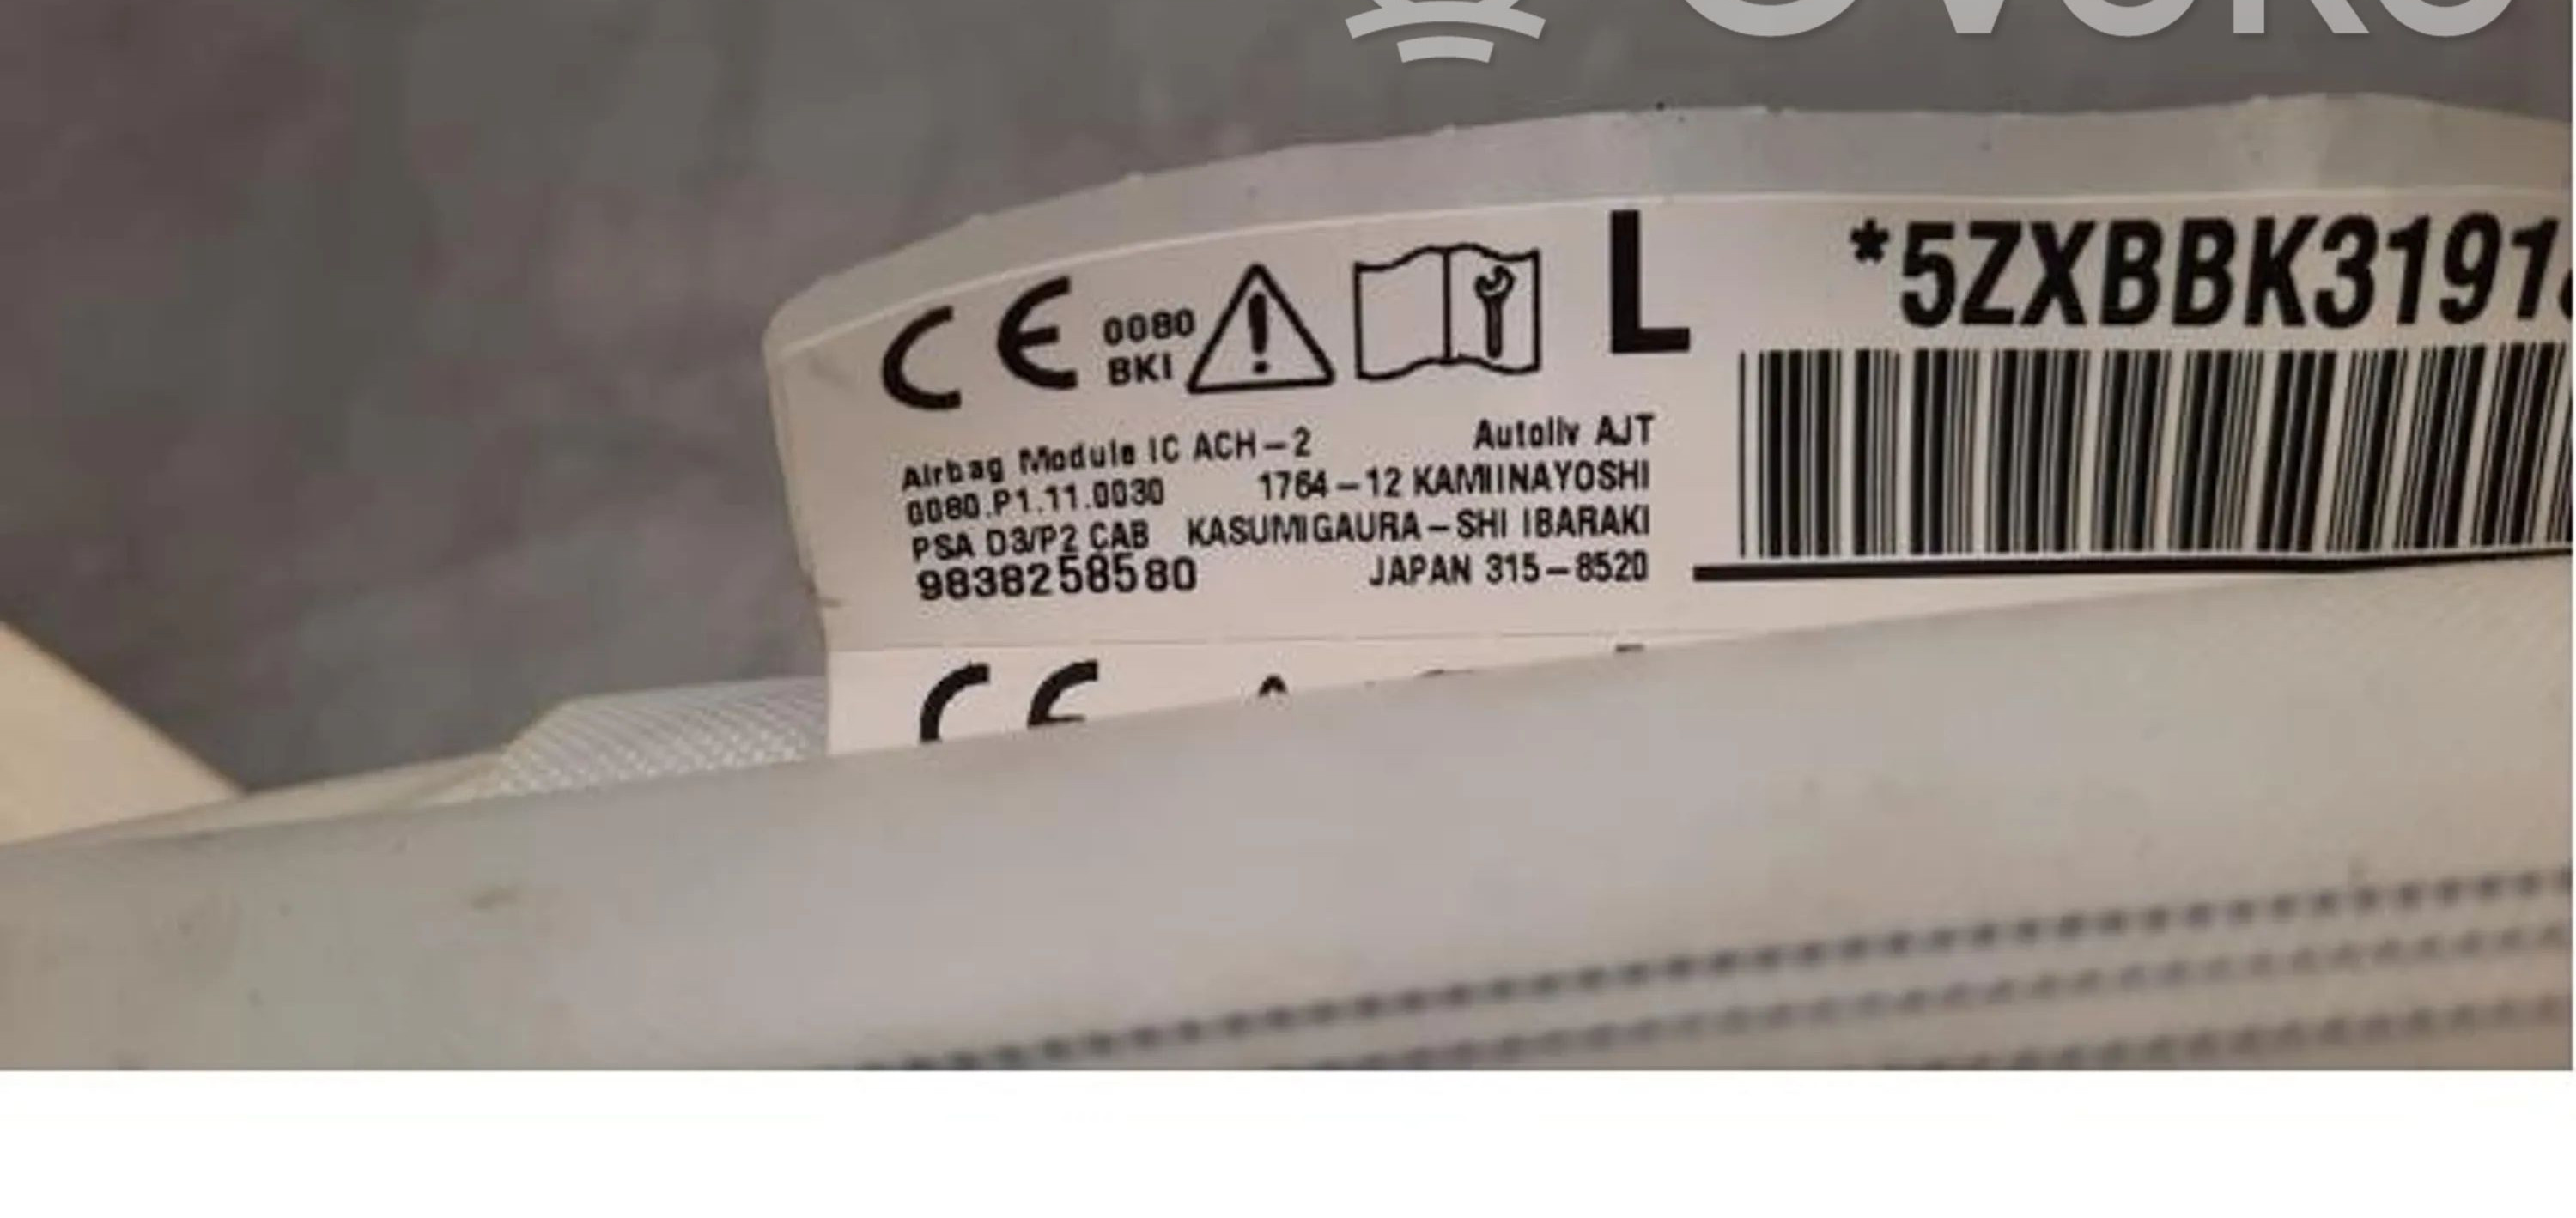 CE 0080 BKI L *5ZXBBK3191
Airbag Module IC ACH-2 Autoliv AJT
0080.P1.11.0030 1764-12 KAMIINAYOSHI
PSA D3/P2 CAB KASUMIGAURA-SHI IBARAKI
9838258580 JAPAN 315-8520
CE